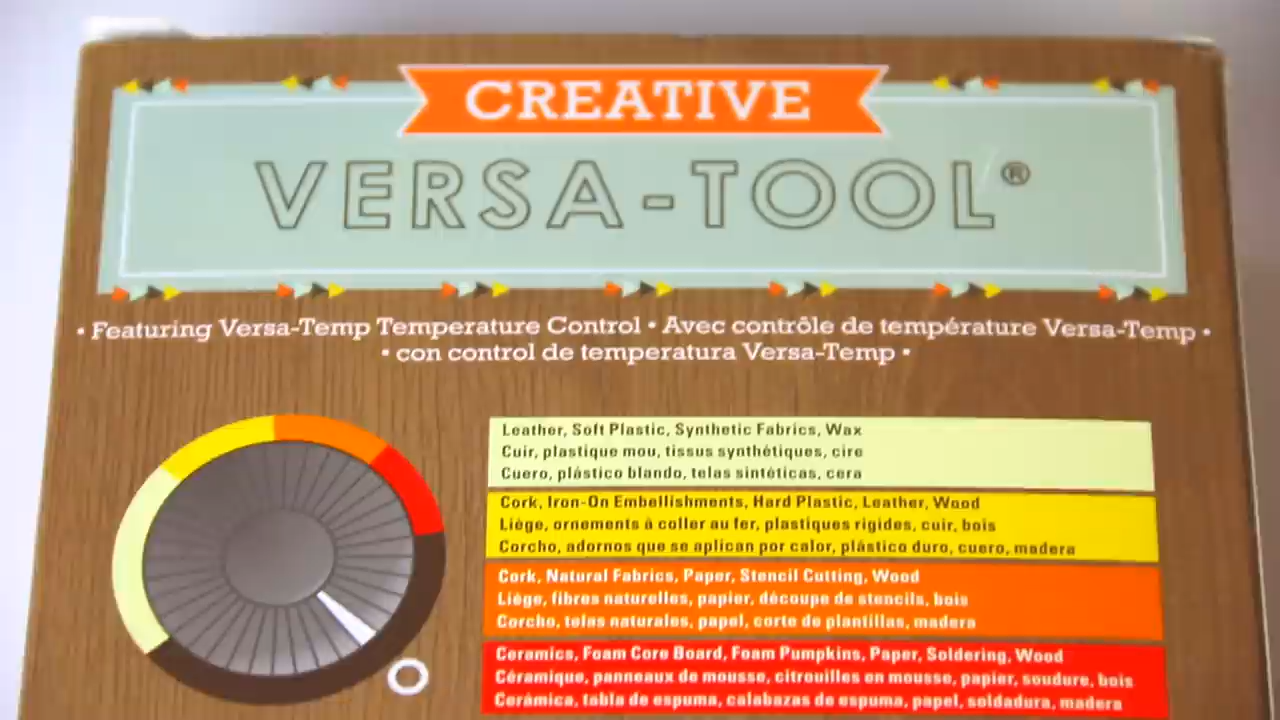 CREATIVE
VERSA-TOOL®
• Featuring Versa-Temp Temperature Control • Avec contrôle de température Versa-Temp •
• con control de temperatura Versa-Temp •
Leather, Soft Plastic, Synthetic Fabrics, Wax
Cuir, plastique mou, tissus synthétiques, cire
Cuero, plástico blando, telas sintéticas, cera
Cork, Iron-On Embellishments, Hard Plastic, Leather, Wood
Liège, ornements à coller au fer, plastiques rigides, cuir, bois
Corcho, adornos que se aplican por calor, plástico duro, cuero, madera
Cork, Natural Fabrics, Paper, Stencil Cutting, Wood
Liège, fibres naturelles, papier, découpe de stencils, bois
Corcho, telas naturales, papel, corte de plantillas, madera
Ceramics, Foam Core Board, Foam Pumpkins, Paper, Soldering, Wood
Céramique, panneaux de mousse, citrouilles en mousse, papier, soudure, bois
Cerámica, tabla de espuma, calabazas de espuma, papel, soldadura, madera